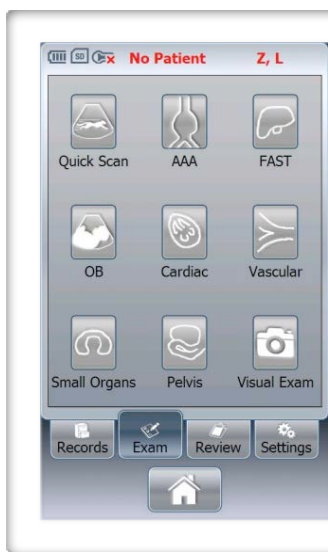 SD No Patient Z, L
Quick Scan AAA FAST
OB Cardiac Vascular
Small Organs Pelvis Visual Exam
Records Exam Review Settings